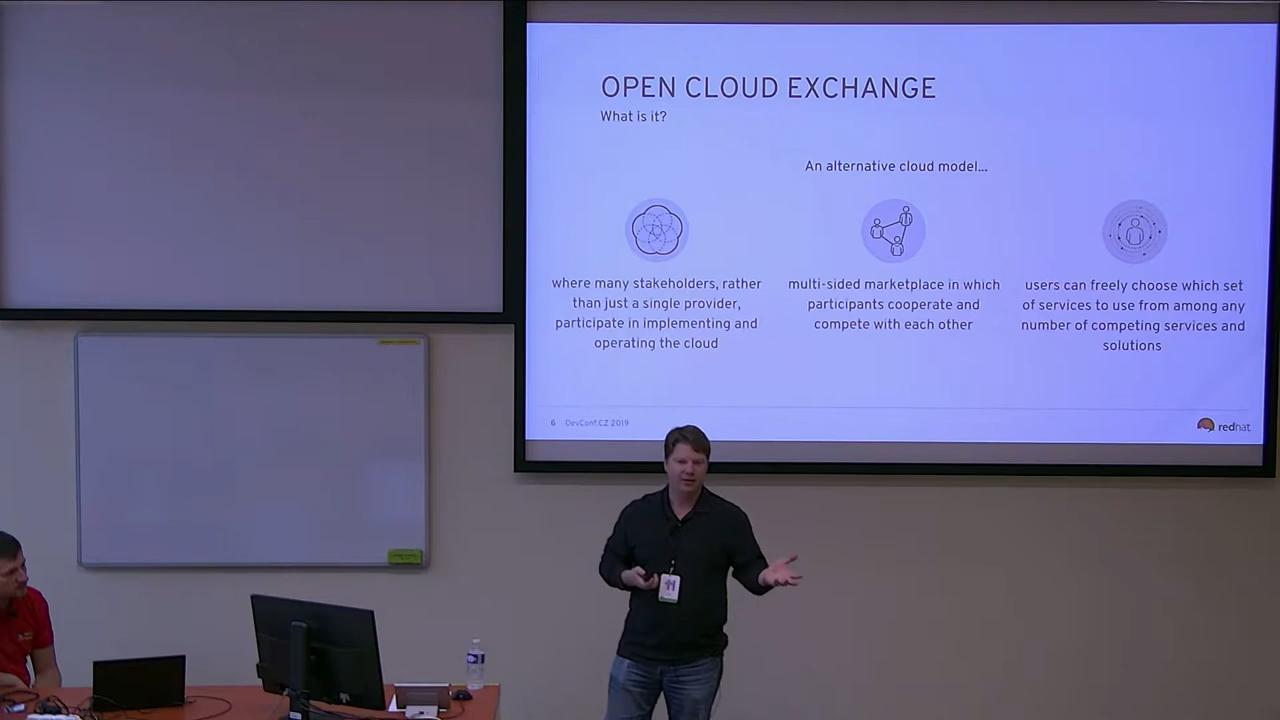 OPEN CLOUD EXCHANGE
What is it?
An alternative cloud model...
where many stakeholders, rather
than just a single provider,
participate in implementing and
operating the cloud
multi-sided marketplace in which
participants cooperate and
compete with each other
users can freely choose which set
of services to use from among any
number of competing services and
solutions
6 DevConf.CZ 2019
redhat